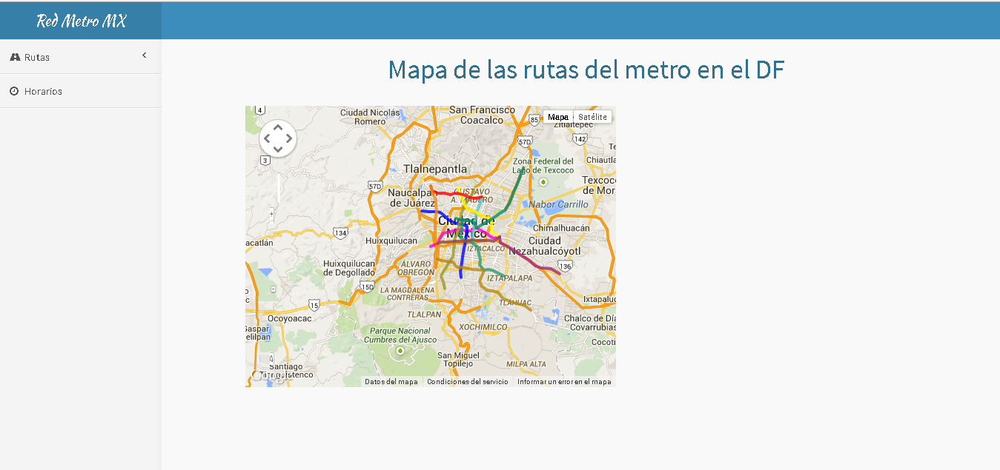 Red Metro MX
Rutas
Horarios
Mapa de las rutas del metro en el DF
4
Ciudad Nicolás
Romero
San Francisco
Coacalco
85
Mapa
Satélite
142
57D
3
Zona Federal del
Lago de Texcoco
Chiautla
Tlalnepantla
57D
Texcoco
de Mor
Naucalpan
de Juárez
GUSTAVO
A. MADERO
Nabor Carrillo
Ciudad de
México
Chimalhuacán
134
acatlán
Huixquilucan
IZTACALCO
Ciudad
Nezahualcóyotl
136
Huixquilucan
de Degollado
ÁLVARO
OBREGÓN
IZTAPALAPA
15D
LA MAGDALENA
CONTRERAS
TLÁHUAC
Ixtapaluc
15
Ocoyoacac
TLALPAN
XOCHIMILCO
Chalco de Día
Covarrubias
Parque Nacional
Cumbres del Ajusco
Cocoti
San Miguel
Topilejo
MILPA ALTA
Santiago
Datos del mapa
Condiciones del servicio
Informar un error en el mapa